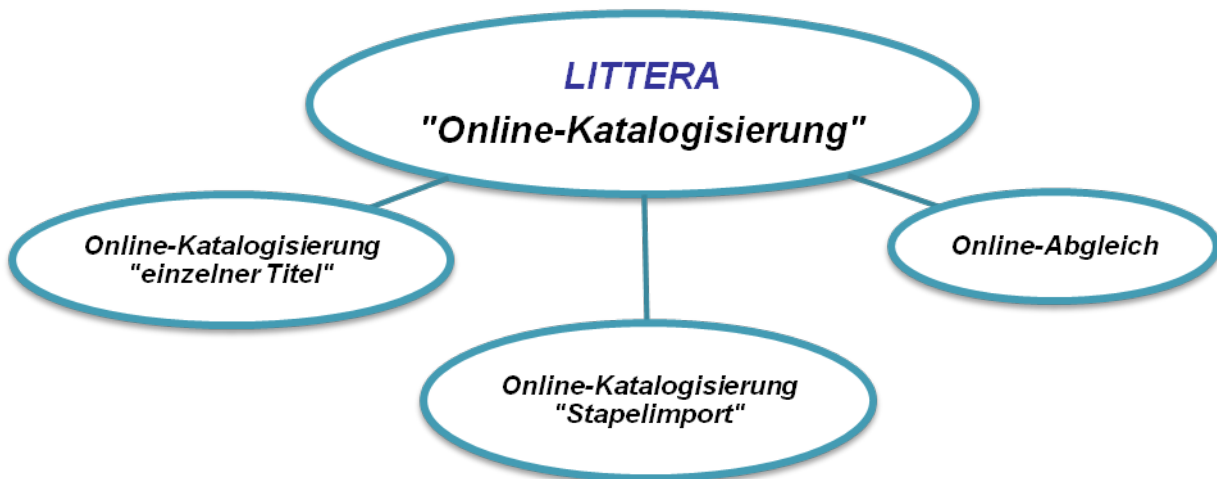 LITTERA
"Online-Katalogisierung"
Online-Katalogisierung
"einzelner Titel"
Online-Abgleich
Online-Katalogisierung
"Stapelimport"